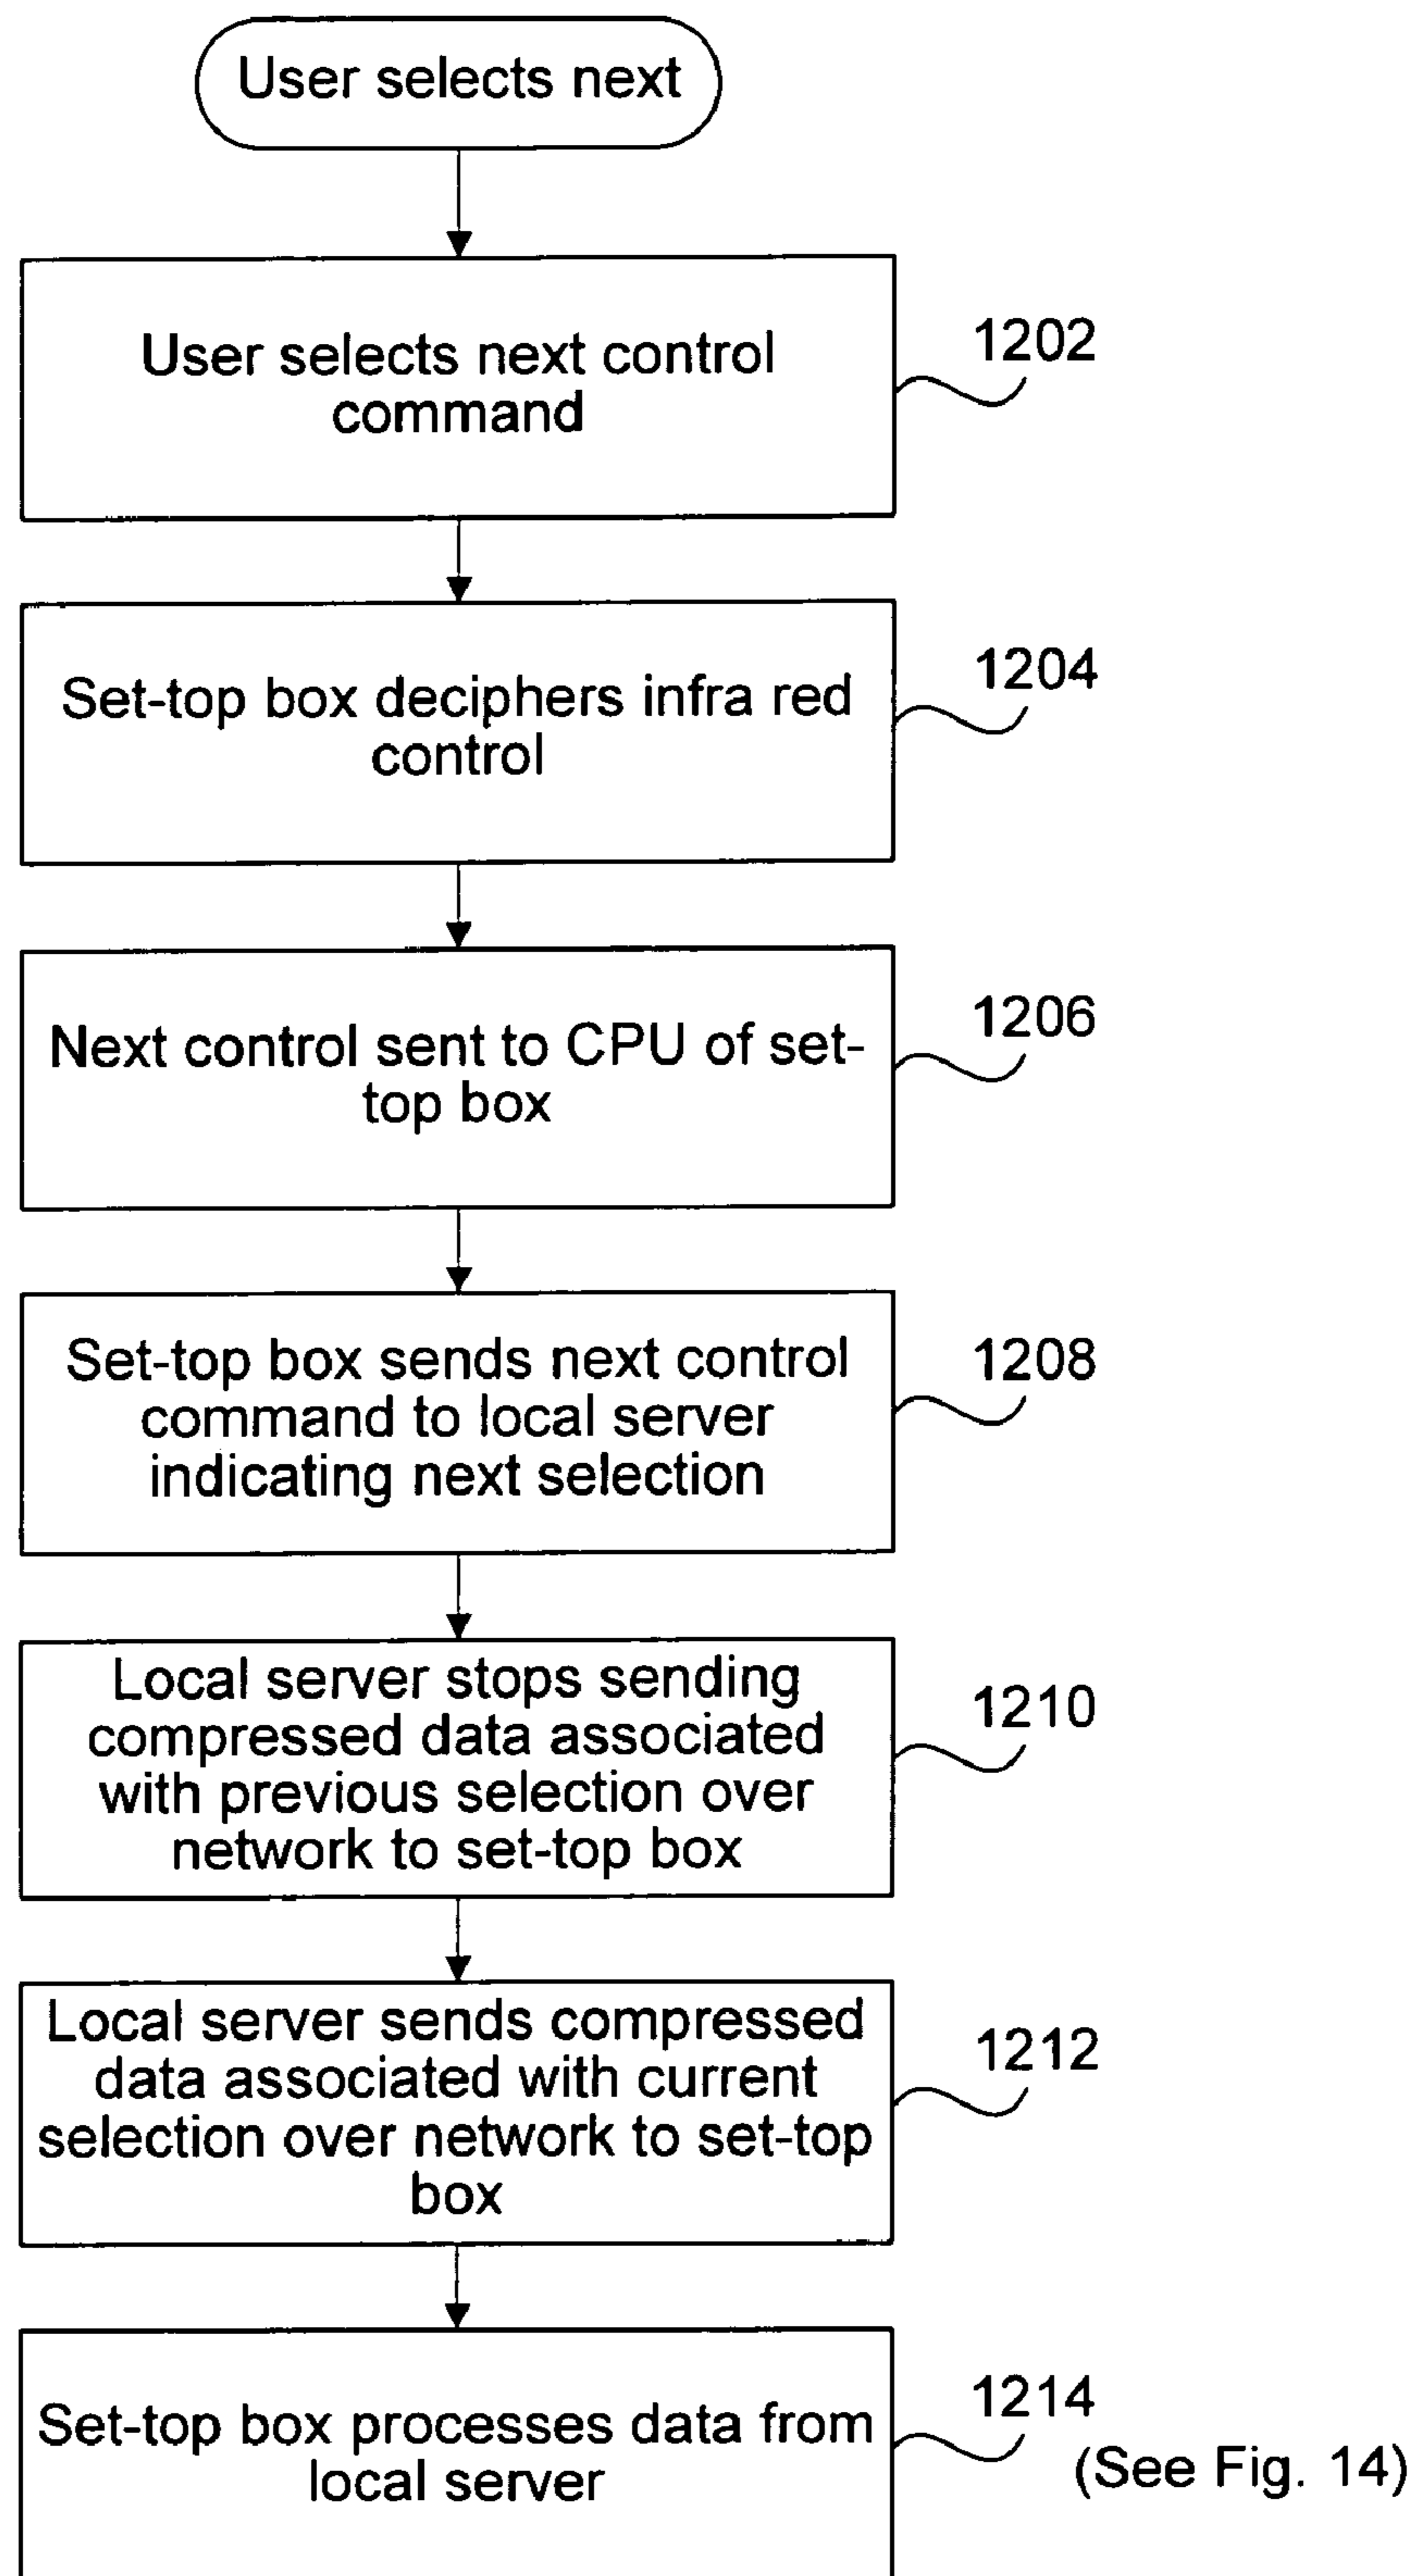 User selects next
User selects next control
command
1202
Set-top box deciphers infra red
control
1204
Next control sent to CPU of set-
top box
1206
Set-top box sends next control
command to local server
indicating next selection
1208
Local server stops sending
compressed data associated
with previous selection over
network to set-top box
1210
Local server sends compressed
data associated with current
selection over network to set-top
box
1212
Set-top box processes data from
local server
1214
(See Fig. 14)